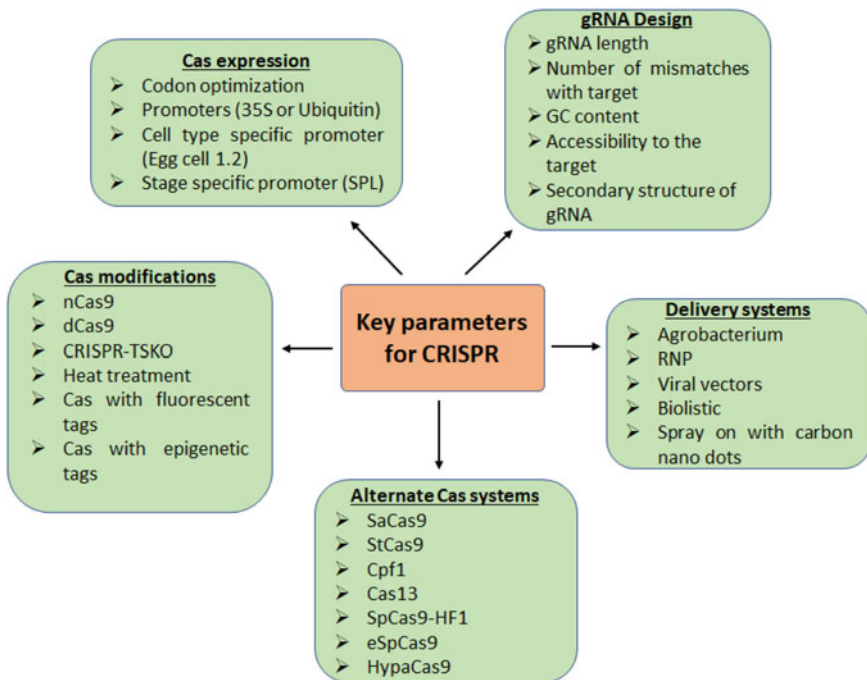 Cas expression
➤ Codon optimization
➤ Promoters (35S or Ubiquitin)
➤ Cell type specific promoter
(Egg cell 1.2)
➤ Stage specific promoter (SPL)
gRNA Design
➤ gRNA length
➤ Number of mismatches
with target
➤ GC content
➤ Accessibility to the
target
➤ Secondary structure of
gRNA
Cas modifications
➤ nCas9
➤ dCas9
➤ CRISPR-TSKO
➤ Heat treatment
➤ Cas with fluorescent
tags
➤ Cas with epigenetic
tags
Key parameters
for CRISPR
Delivery systems
➤ Agrobacterium
➤ RNP
➤ Viral vectors
➤ Biolistic
➤ Spray on with carbon
nano dots
Alternate Cas systems
➤ SaCas9
➤ StCas9
➤ Cpf1
➤ Cas13
➤ SpCas9-HF1
➤ eSpCas9
➤ HypaCas9